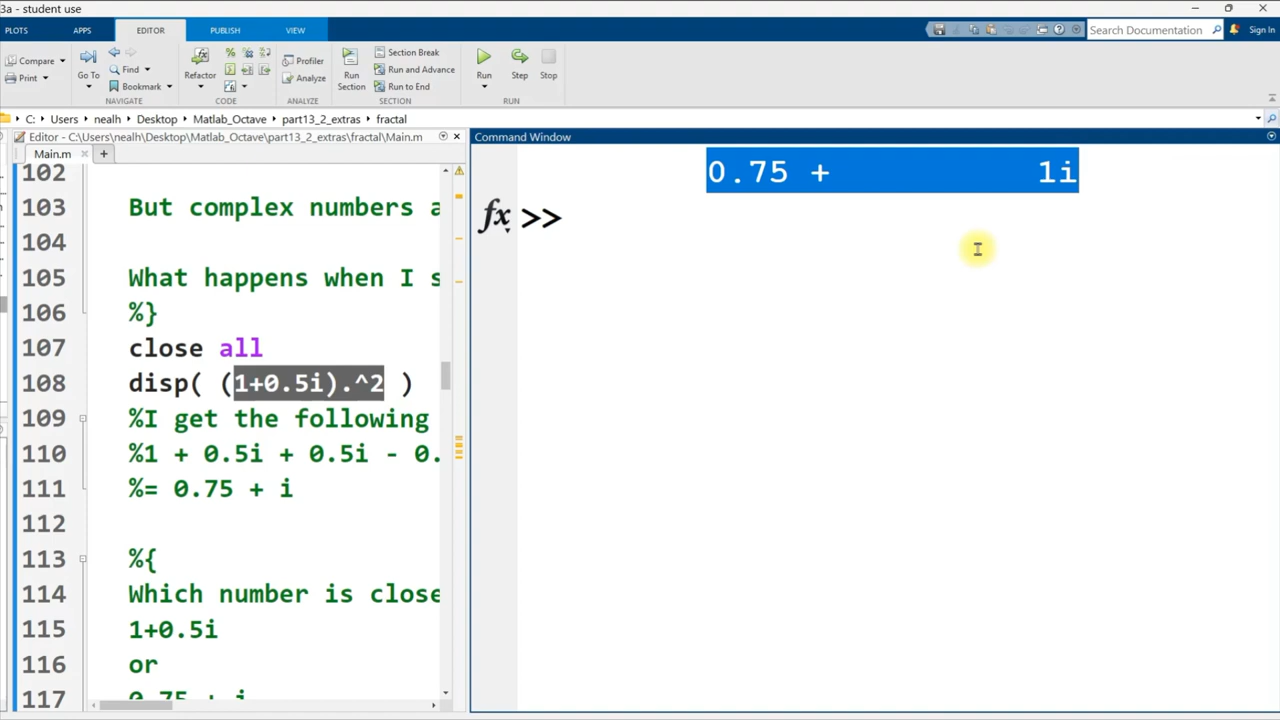 3a - student use
PLOTS APPS EDITOR PUBLISH VIEW Search Documentation Sign In
Compare Go To Find Refactor Profiler Run Section Section Break Run Step Stop
Print Bookmark Analyze Run and Advance
Run to End
NAVIGATE CODE ANALYZE SECTION RUN
C: Users nealh Desktop Matlab_Octave part13_2_extras fractal
Editor - C:\Users\nealh\Desktop\Matlab_Octave\part13_2_extras\fractal\Main.m
Main.m +
102
103 But complex numbers a
104
105 What happens when I s
106 %}
107 close all
108 disp( (1+0.5i).^2 )
109 %I get the following
110 %1 + 0.5i + 0.5i - 0.
111 %= 0.75 + i
112
113 %{
114 Which number is close
115 1+0.5i
116 or
117 0.75 + i
Command Window
0.75 + 1i
fx >>